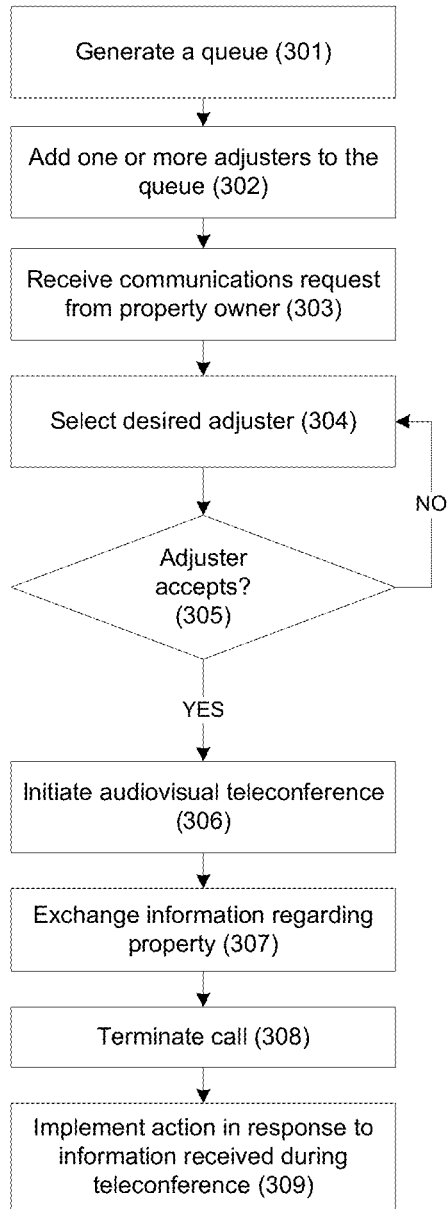 Generate a queue (301)
Add one or more adjusters to the
queue (302)
Receive communications request
from property owner (303)
Select desired adjuster (304)
NO
Adjuster
accepts?
(305)
YES
Initiate audiovisual teleconference
(306)
Exchange information regarding
property (307)
Terminate call (308)
Implement action in response to
information received during
teleconference (309)